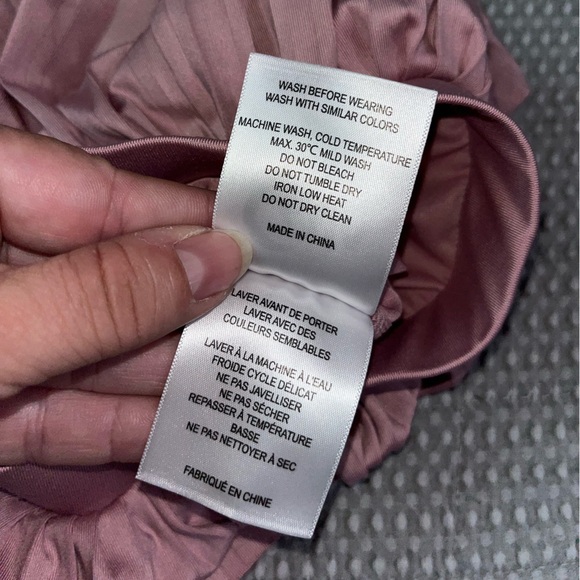 WASH BEFORE WEARING
WASH WITH SIMILAR COLORS
MACHINE WASH, COLD TEMPERATURE
MAX. 30℃ MILD WASH
DO NOT BLEACH
DO NOT TUMBLE DRY
IRON LOW HEAT
DO NOT DRY CLEAN
MADE IN CHINA
LAVER AVANT DE PORTER
LAVER AVEC DES
COULEURS SEMBLABLES
LAVER À LA MACHINE À L'EAU
FROIDE CYCLE DÉLICAT
NE PAS JAVELLISER
NE PAS SÉCHER
REPASSER À TEMPÉRATURE
BASSE
NE PAS NETTOYER À SEC
FABRIQUÉ EN CHINE